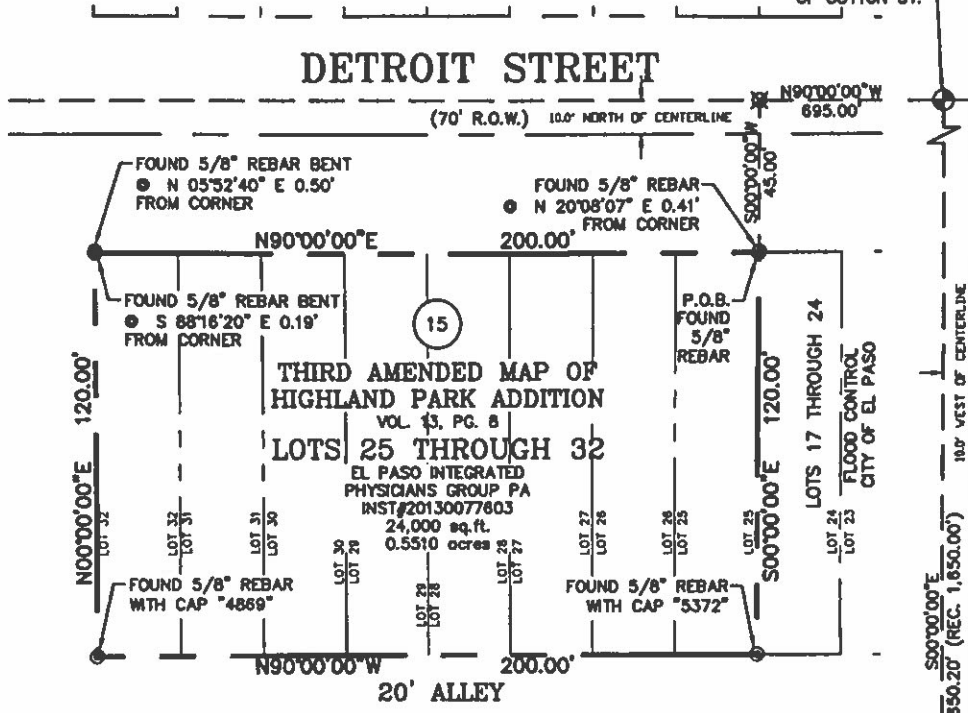 DETROIT STREET
N90°00'00"W
695.00'
(70' R.O.W.)
10.0' NORTH OF CENTERLINE
S00°00'00"W
45.00'
FOUND 5/8" REBAR BENT
@ N 05°52'40" E 0.50'
FROM CORNER
FOUND 5/8" REBAR
@ N 20°08'07" E 0.41'
FROM CORNER
N90°00'00"E
200.00'
FOUND 5/8" REBAR BENT
@ S 88°16'20" E 0.19'
FROM CORNER
15
P.O.B.
FOUND
5/8"
REBAR
THIRD AMENDED MAP OF
HIGHLAND PARK ADDITION
VOL. 13, PG. 8
LOTS 25 THROUGH 32
EL PASO INTEGRATED
PHYSICIANS GROUP PA
INST#20130077603
24,000 sq.ft.
0.5510 acres
N00°00'00"E
120.00'
S00°00'00"E
120.00'
LOTS 17 THROUGH 24
FLOOD CONTROL
CITY OF EL PASO
10.0' WEST OF CENTERLINE
LOT 32
LOT 32
LOT 31
LOT 31
LOT 30
LOT 30
LOT 29
LOT 29
LOT 28
LOT 28
LOT 27
LOT 27
LOT 26
LOT 26
LOT 25
LOT 25
LOT 24
LOT 23
FOUND 5/8" REBAR
WITH CAP "4869"
FOUND 5/8" REBAR
WITH CAP "5372"
S00°00'00"E
650.20' (REC. 1,650.00')
N90°00'00"W
200.00'
20' ALLEY